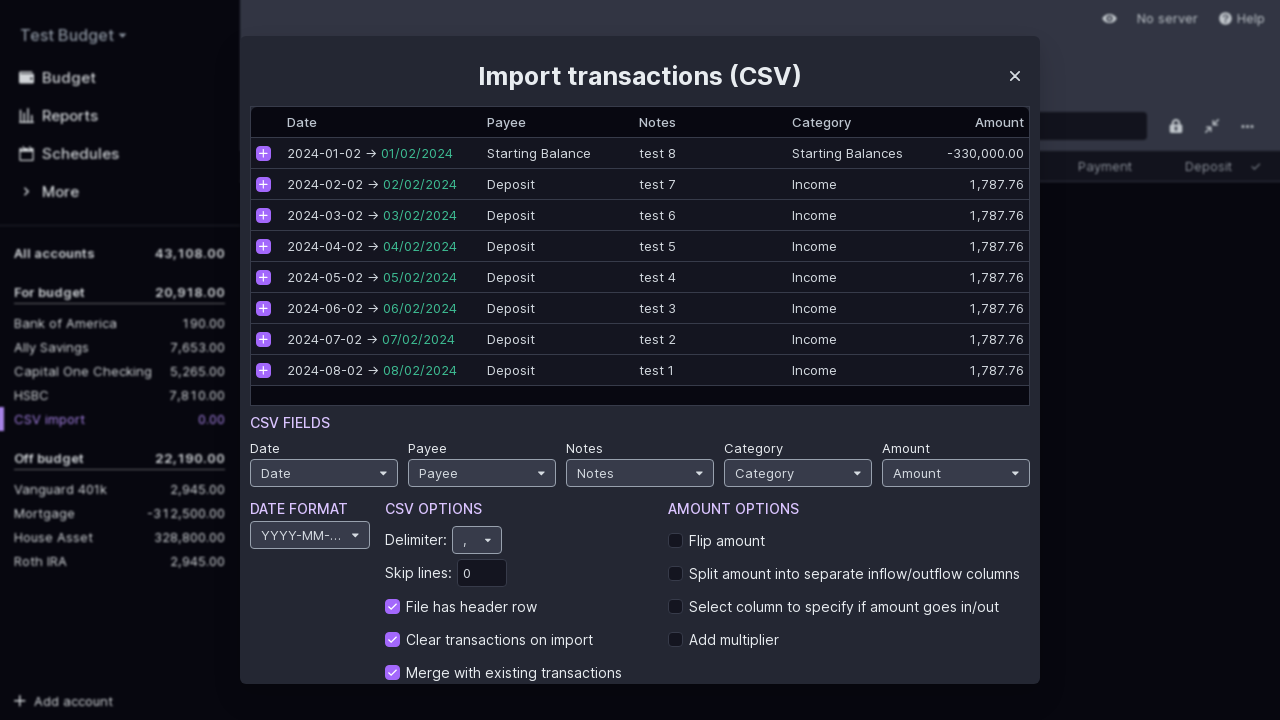 Test Budget
Budget
Reports
Schedules
More
All accounts 43,108.00
For budget 20,918.00
Bank of America 190.00
Ally Savings 7,653.00
Capital One Checking 5,265.00
HSBC 7,810.00
CSV import 0.00
Off budget 22,190.00
Vanguard 401k 2,945.00
Mortgage -312,500.00
House Asset 328,800.00
Roth IRA 2,945.00
Add account
No server Help
Payment Deposit
Import transactions (CSV)
Date Payee Notes Category Amount
2024-01-02 → 01/02/2024 Starting Balance test 8 Starting Balances -330,000.00
2024-02-02 → 02/02/2024 Deposit test 7 Income 1,787.76
2024-03-02 → 03/02/2024 Deposit test 6 Income 1,787.76
2024-04-02 → 04/02/2024 Deposit test 5 Income 1,787.76
2024-05-02 → 05/02/2024 Deposit test 4 Income 1,787.76
2024-06-02 → 06/02/2024 Deposit test 3 Income 1,787.76
2024-07-02 → 07/02/2024 Deposit test 2 Income 1,787.76
2024-08-02 → 08/02/2024 Deposit test 1 Income 1,787.76
CSV FIELDS
Date Payee Notes Category Amount
Date Payee Notes Category Amount
DATE FORMAT
YYYY-MM-...
CSV OPTIONS
Delimiter: ,
Skip lines: 0
File has header row
Clear transactions on import
Merge with existing transactions
AMOUNT OPTIONS
Flip amount
Split amount into separate inflow/outflow columns
Select column to specify if amount goes in/out
Add multiplier